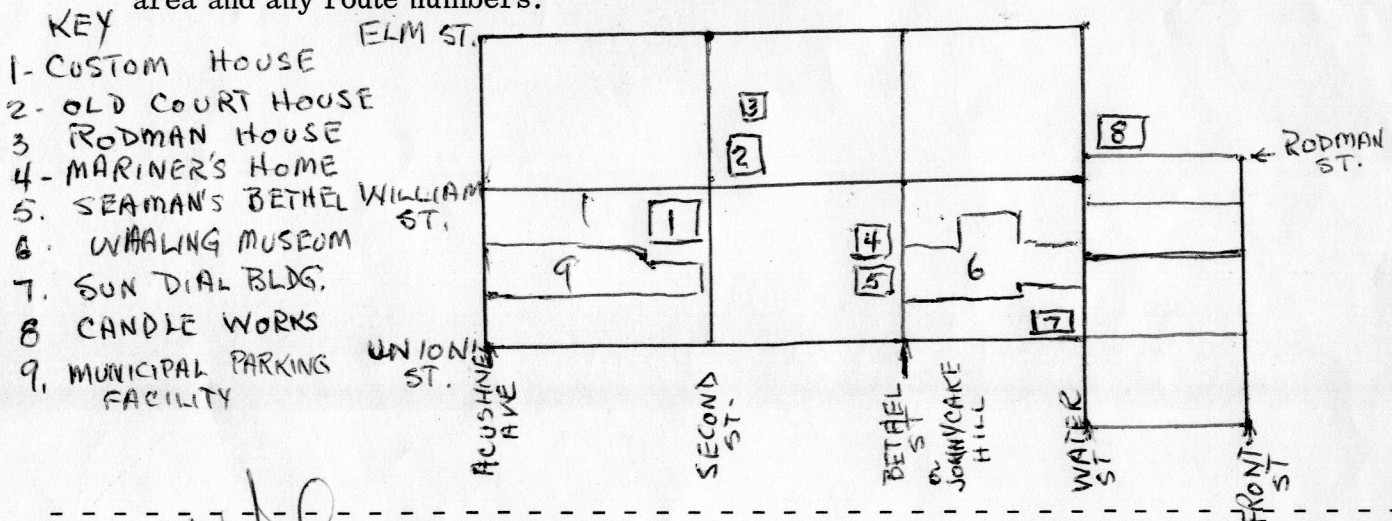 area and any route numbers.
KEY
1- CUSTOM HOUSE
2- OLD COURT HOUSE
3 RODMAN HOUSE
4- MARINER'S HOME
5. SEAMAN'S BETHEL
6. WHALING MUSEUM
7. SUN DIAL BLDG.
8 CANDLE WORKS
9. MUNICIPAL PARKING
FACILITY
ELM ST.
WILLIAM
ST.
UNION
ST.
3
2
8
RODMAN
ST.
1
4
9
5
6
7
ACUSHNET
AVE
SECOND
ST.
BETHEL
ST
or
JOHNNYCAKE
HILL
WATER
ST
FRONT
ST